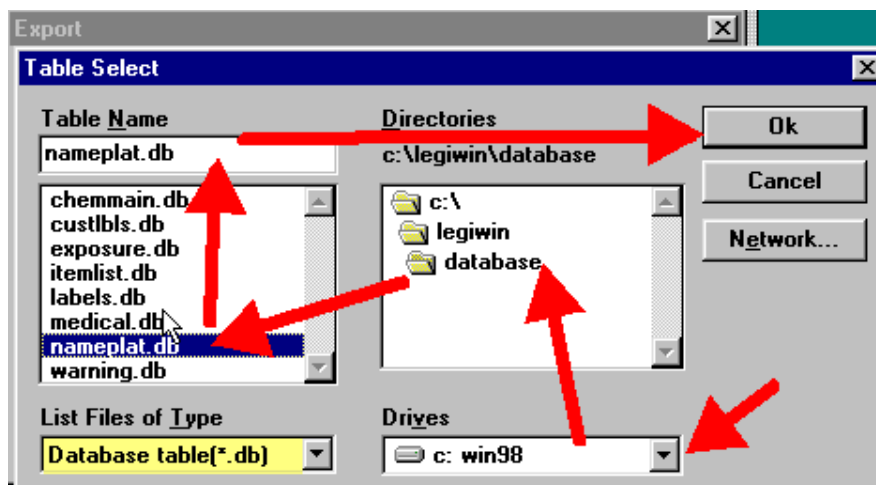 Export
Table Select
Table Name
nameplat.db
chemmain.db
custlbls.db
exposure.db
itemlist.db
labels.db
medical.db
nameplat.db
warning.db
List Files of Type
Database table(*.db)
Directories
c:\legiwin\database
c:\
legiwin
database
Drives
c: win98
Ok
Cancel
Network...